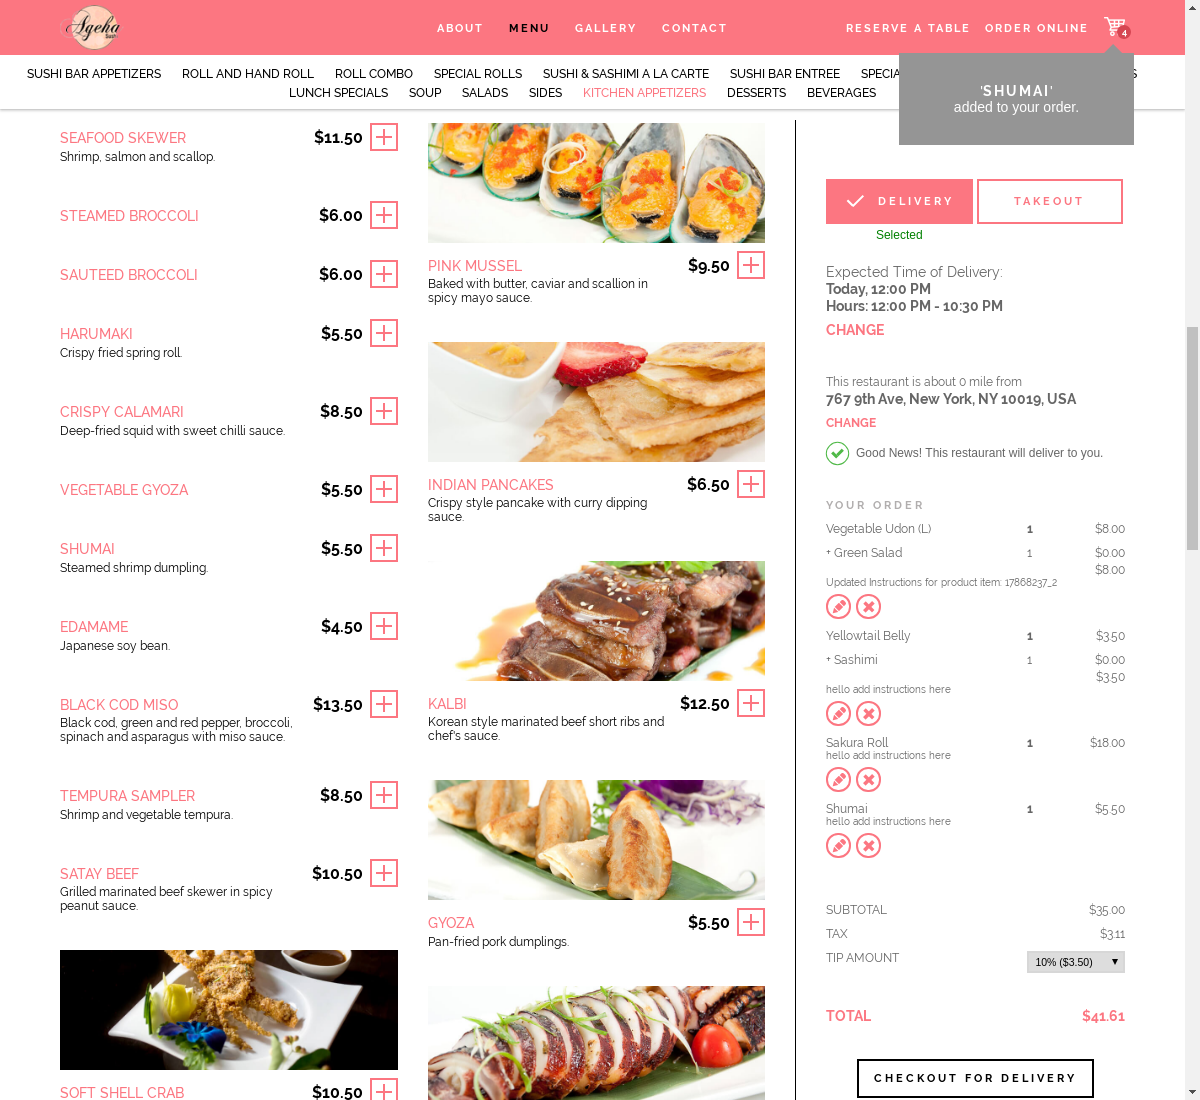 Ageha
Sushi
ABOUT
MENU
GALLERY
CONTACT
RESERVE A TABLE
ORDER ONLINE
4
SUSHI BAR APPETIZERS
ROLL AND HAND ROLL
ROLL COMBO
SPECIAL ROLLS
SUSHI & SASHIMI A LA CARTE
SUSHI BAR ENTREE
LUNCH SPECIALS
SOUP
SALADS
SIDES
KITCHEN APPETIZERS
DESSERTS
BEVERAGES
'SHUMAI'
added to your order.
SEAFOOD SKEWER $11.50
Shrimp, salmon and scallop.
STEAMED BROCCOLI $6.00
SAUTEED BROCCOLI $6.00
HARUMAKI $5.50
Crispy fried spring roll.
CRISPY CALAMARI $8.50
Deep-fried squid with sweet chilli sauce.
VEGETABLE GYOZA $5.50
SHUMAI $5.50
Steamed shrimp dumpling.
EDAMAME $4.50
Japanese soy bean.
BLACK COD MISO $13.50
Black cod, green and red pepper, broccoli,
spinach and asparagus with miso sauce.
TEMPURA SAMPLER $8.50
Shrimp and vegetable tempura.
SATAY BEEF $10.50
Grilled marinated beef skewer in spicy
peanut sauce.
SOFT SHELL CRAB $10.50
PINK MUSSEL $9.50
Baked with butter, caviar and scallion in
spicy mayo sauce.
INDIAN PANCAKES $6.50
Crispy style pancake with curry dipping
sauce.
KALBI $12.50
Korean style marinated beef short ribs and
chef's sauce.
GYOZA $5.50
Pan-fried pork dumplings.
DELIVERY
TAKEOUT
Selected
Expected Time of Delivery:
Today, 12:00 PM
Hours: 12:00 PM - 10:30 PM
CHANGE
This restaurant is about 0 mile from
767 9th Ave, New York, NY 10019, USA
CHANGE
Good News! This restaurant will deliver to you.
YOUR ORDER
Vegetable Udon (L) 1 $8.00
+ Green Salad 1 $0.00
$8.00
Updated Instructions for product item: 17868237_2
Yellowtail Belly 1 $3.50
+ Sashimi 1 $0.00
$3.50
hello add instructions here
Sakura Roll 1 $18.00
hello add instructions here
Shumai 1 $5.50
hello add instructions here
SUBTOTAL $35.00
TAX $3.11
TIP AMOUNT 10% ($3.50)
TOTAL $41.61
CHECKOUT FOR DELIVERY